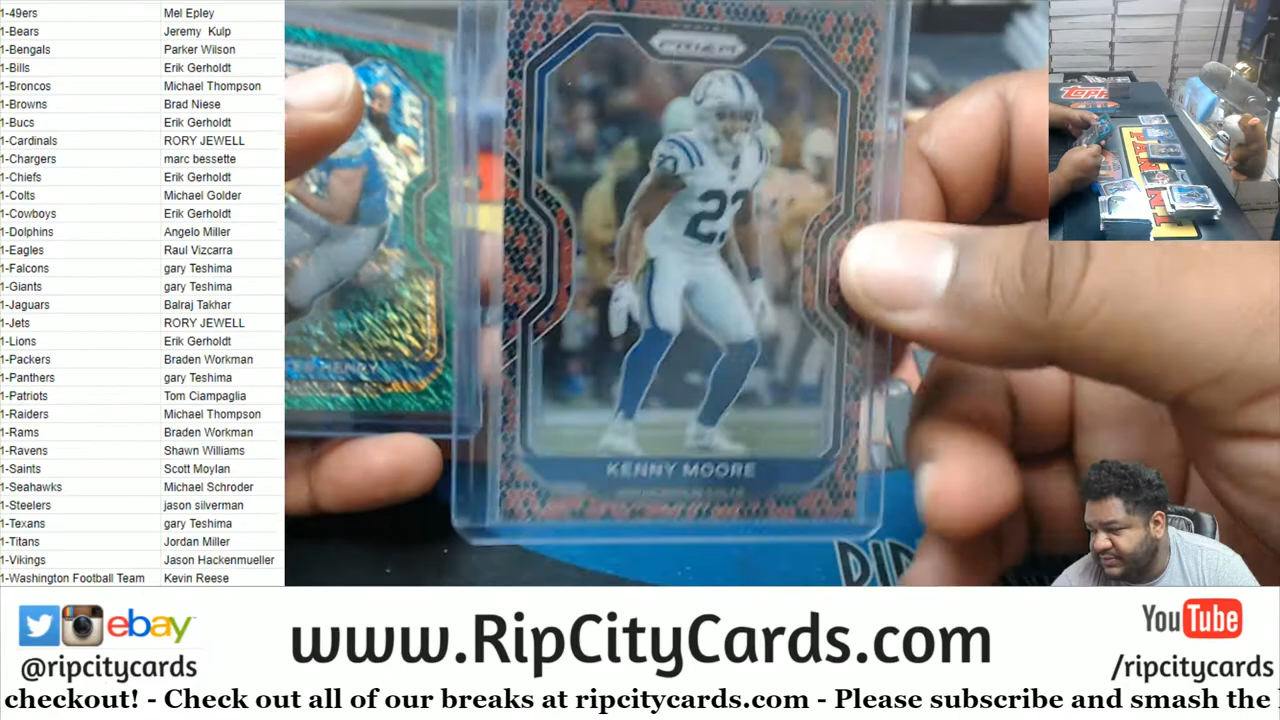 1-49ers Mel Epley
1-Bears Jeremy Kulp
1-Bengals Parker Wilson
1-Bills Erik Gerholdt
1-Broncos Michael Thompson
1-Browns Brad Niese
1-Bucs Erik Gerholdt
1-Cardinals RORY JEWELL
1-Chargers marc bessette
1-Chiefs Erik Gerholdt
1-Colts Michael Golder
1-Cowboys Erik Gerholdt
1-Dolphins Angelo Miller
1-Eagles Raul Vizcarra
1-Falcons gary Teshima
1-Giants gary Teshima
1-Jaguars Balraj Takhar
1-Jets RORY JEWELL
1-Lions Erik Gerholdt
1-Packers Braden Workman
1-Panthers gary Teshima
1-Patriots Tom Ciampaglia
1-Raiders Michael Thompson
1-Rams Braden Workman
1-Ravens Shawn Williams
1-Saints Scott Moylan
1-Seahawks Michael Schroder
1-Steelers jason silverman
1-Texans gary Teshima
1-Titans Jordan Miller
1-Vikings Jason Hackenmueller
1-Washington Football Team Kevin Reese
PRIZM
23
23
KENNY MOORE
HENRY
TOPPS
PANINI
ebay
@ripcitycards
www.RipCityCards.com
YouTube
/ripcitycards
checkout! - Check out all of our breaks at ripcitycards.com - Please subscribe and smash the